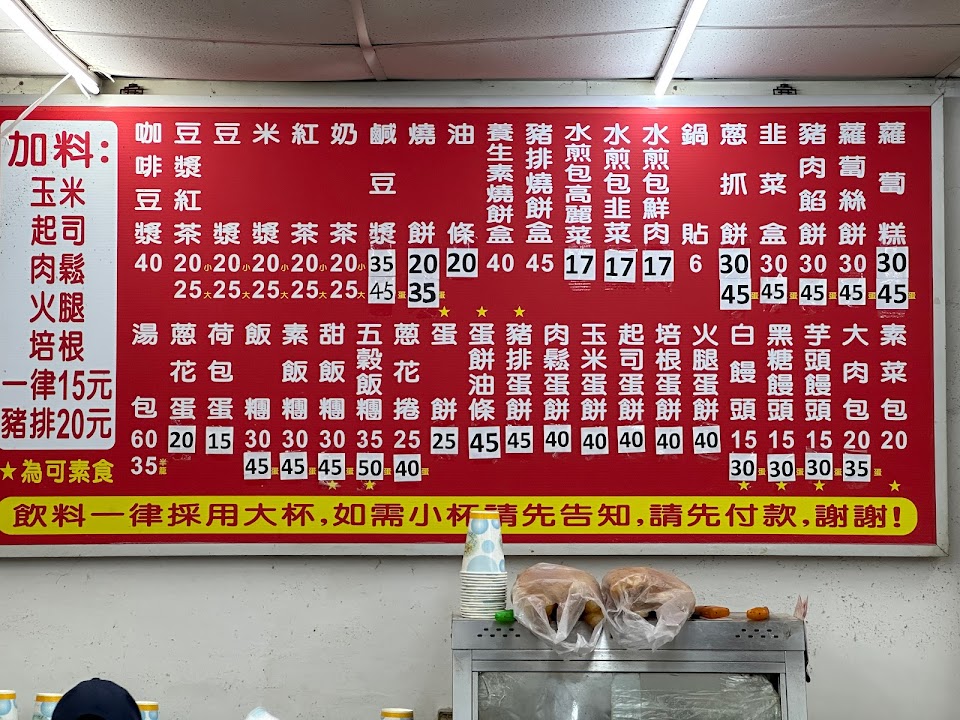 加料:
玉米
起司
肉鬆
火腿
培根
一律15元
豬排20元
★為可素食
咖啡豆漿 40
豆漿紅茶 20小 25大
豆漿 20小 25大
米漿 20小 25大
紅茶 20小 25大
奶茶 20小 25大
鹹豆漿 35 45蛋
燒餅 20 35蛋
油條 20
養生素燒餅盒 40
豬排燒餅盒 45
水煎包高麗菜 17
水煎包韭菜 17
水煎包鮮肉 17
鍋貼 6
蔥抓餅 30 45蛋
韭菜盒 30 45蛋
豬肉餡餅 30 45蛋
蘿蔔絲餅 30 45蛋
蘿蔔糕 30 45蛋
★ ★ ★
湯包 60 35半籠
蔥花蛋 20
荷包蛋 15
飯糰 30 45蛋
素飯糰 30 45蛋
甜飯糰 30 45蛋
五穀飯糰 35 50蛋
蔥花捲 25 40蛋
蛋餅 25
蛋餅油條 45
豬排蛋餅 45
肉鬆蛋餅 40
玉米蛋餅 40
起司蛋餅 40
培根蛋餅 40
火腿蛋餅 40
白饅頭 15 30蛋
黑糖饅頭 15 30蛋
芋頭饅頭 15 30蛋
大肉包 20 35蛋
素菜包 20
★ ★ ★ ★ ★ ★
飲料一律採用大杯,如需小杯請先告知,請先付款,謝謝!